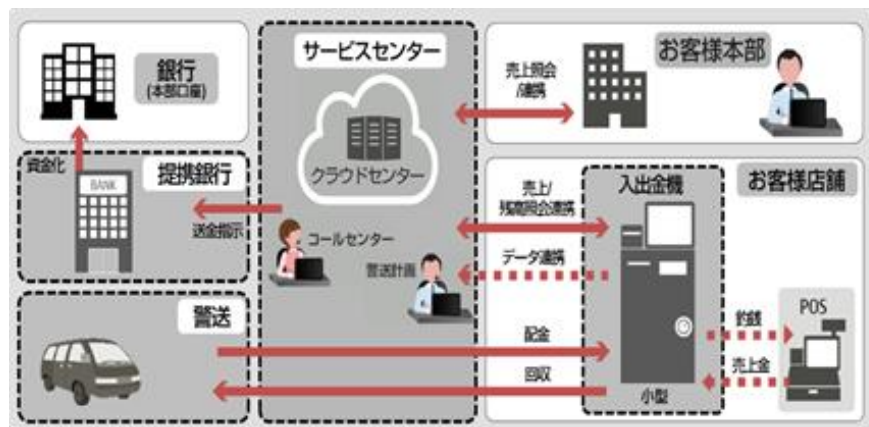 銀行
(本部口座)
資金化
BANK
提携銀行
送金指示
警送
サービスセンター
クラウドセンター
コールセンター
警送計画
お客様本部
売上照会
/連携
お客様店舗
入出金機
売上/
残高照会連携
データ連携
配金
回収
小型
POS
釣銭
売上金